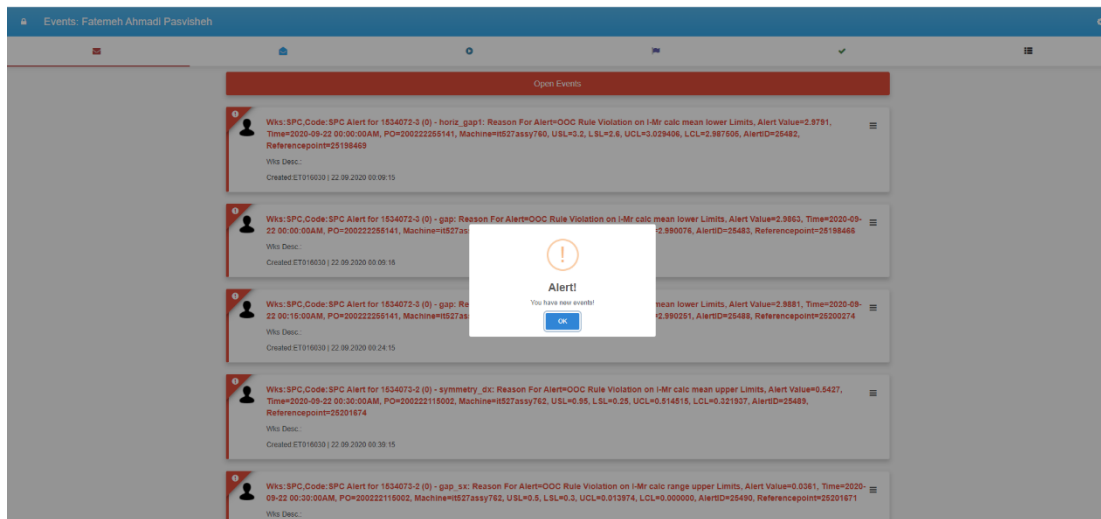 Events: Fatemeh Ahmadi Pasvisheh
Open Events
Wks:SPC,Code:SPC Alert for 1534072-3 (0) - horiz_gap1: Reason For Alert=OOC Rule Violation on I-Mr calc mean lower Limits, Alert Value=2.9791,
Time=2020-09-22 00:00:00AM, PO=200222255141, Machine=it527assy760, USL=3.2, LSL=2.6, UCL=3.029406, LCL=2.987505, AlertID=25482,
Referencepoint=25198469
Wks Desc.:
Created:ET016030 | 22.09.2020 00:09:15
Wks:SPC,Code:SPC Alert for 1534072-3 (0) - gap: Reason For Alert=OOC Rule Violation on I-Mr calc mean lower Limits, Alert Value=2.9863, Time=2020-09-
22 00:00:00AM, PO=200222255141, Machine=it527as =2.990076, AlertID=25483, Referencepoint=25198466
Wks Desc.:
Created:ET016030 | 22.09.2020 00:09:15
Alert!
You have new events!
OK
Wks:SPC,Code:SPC Alert for 1534072-3 (0) - gap: Re mean lower Limits, Alert Value=2.9881, Time=2020-09-
22 00:15:00AM, PO=200222255141, Machine=it527as =2.990251, AlertID=25488, Referencepoint=25200274
Wks Desc.:
Created:ET016030 | 22.09.2020 00:24:15
Wks:SPC,Code:SPC Alert for 1534073-2 (0) - symmetry_dx: Reason For Alert=OOC Rule Violation on I-Mr calc mean upper Limits, Alert Value=0.5427,
Time=2020-09-22 00:30:00AM, PO=200222115002, Machine=it527assy762, USL=0.95, LSL=0.25, UCL=0.514515, LCL=0.321937, AlertID=25489,
Referencepoint=25201674
Wks Desc.:
Created:ET016030 | 22.09.2020 00:39:15
Wks:SPC,Code:SPC Alert for 1534073-2 (0) - gap_sx: Reason For Alert=OOC Rule Violation on I-Mr calc range upper Limits, Alert Value=0.0361, Time=2020-
09-22 00:30:00AM, PO=200222115002, Machine=it527assy762, USL=0.5, LSL=0.3, UCL=0.013974, LCL=0.000000, AlertID=25490, Referencepoint=25201671
Wks Desc.: